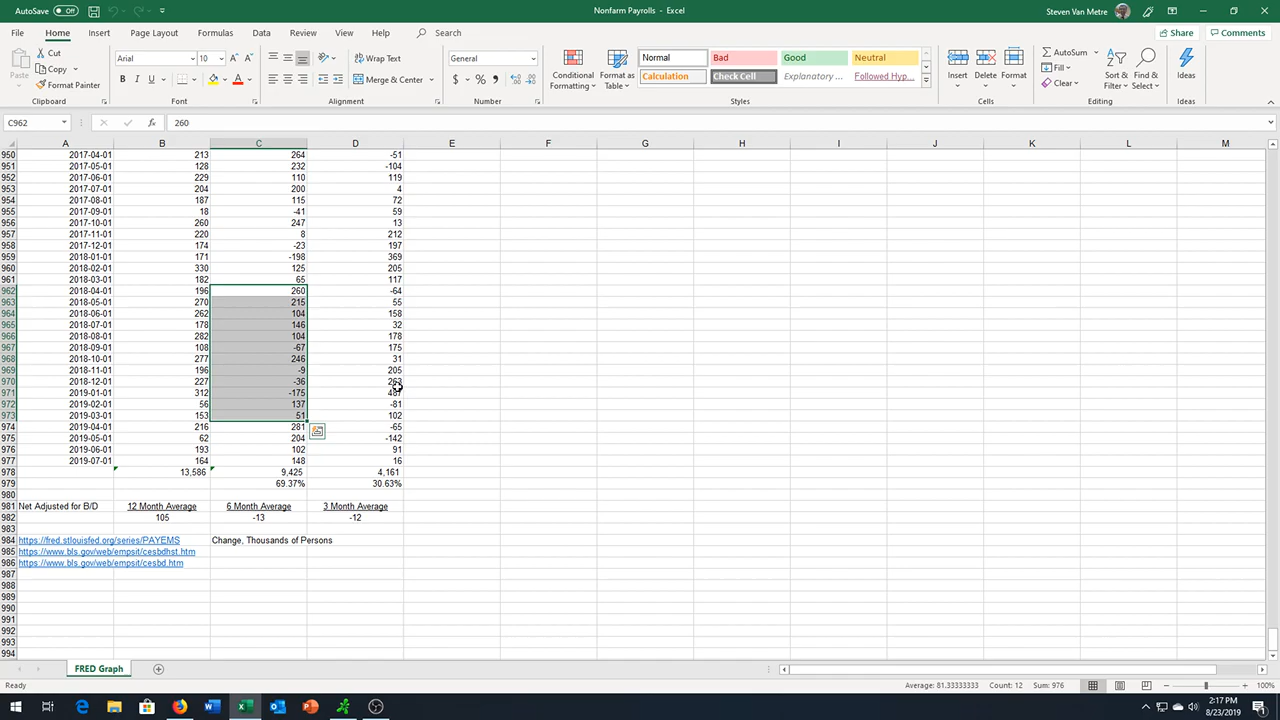 AutoSave Off Nonfarm Payrolls - Excel Steven Van Metre
File Home Insert Page Layout Formulas Data Review View Help Search Share Comments
Paste Cut Copy Format Painter
Arial 10 B I U
Wrap Text Merge & Center
General $ % ,
Conditional Formatting Format as Table
Normal Bad Good Neutral
Calculation Check Cell Explanatory ... Followed Hyp...
Insert Delete Format
AutoSum Fill Clear
Sort & Filter Find & Select Ideas
Clipboard Font Alignment Number Styles Cells Editing Ideas
C962 fx 260
A B C D E F G H I J K L M
950 2017-04-01 213 264 -51
951 2017-05-01 128 232 -104
952 2017-06-01 229 110 119
953 2017-07-01 204 200 4
954 2017-08-01 187 115 72
955 2017-09-01 18 -41 59
956 2017-10-01 260 247 13
957 2017-11-01 220 8 212
958 2017-12-01 174 -23 197
959 2018-01-01 171 -198 369
960 2018-02-01 330 125 205
961 2018-03-01 182 65 117
962 2018-04-01 196 260 -64
963 2018-05-01 270 215 55
964 2018-06-01 262 104 158
965 2018-07-01 178 146 32
966 2018-08-01 282 104 178
967 2018-09-01 108 -67 175
968 2018-10-01 277 246 31
969 2018-11-01 196 -9 205
970 2018-12-01 227 -36
971 2019-01-01 312 -175 487
972 2019-02-01 56 137 -81
973 2019-03-01 153 51 102
974 2019-04-01 216 281 -65
975 2019-05-01 62 204 -142
976 2019-06-01 193 102 91
977 2019-07-01 164 148 16
978 13,586 9,425 4,161
979 69.37% 30.63%
980
981 Net Adjusted for B/D 12 Month Average 6 Month Average 3 Month Average
982 105 -13 -12
983
984 https://fred.stlouisfed.org/series/PAYEMS Change, Thousands of Persons
985 https://www.bls.gov/web/empsit/cesbdhst.htm
986 https://www.bls.gov/web/empsit/cesbd.htm
987
988
989
990
991
992
993
994
FRED Graph
Ready Average: 81.33333333 Count: 12 Sum: 976 100%
2:17 PM
8/23/2019